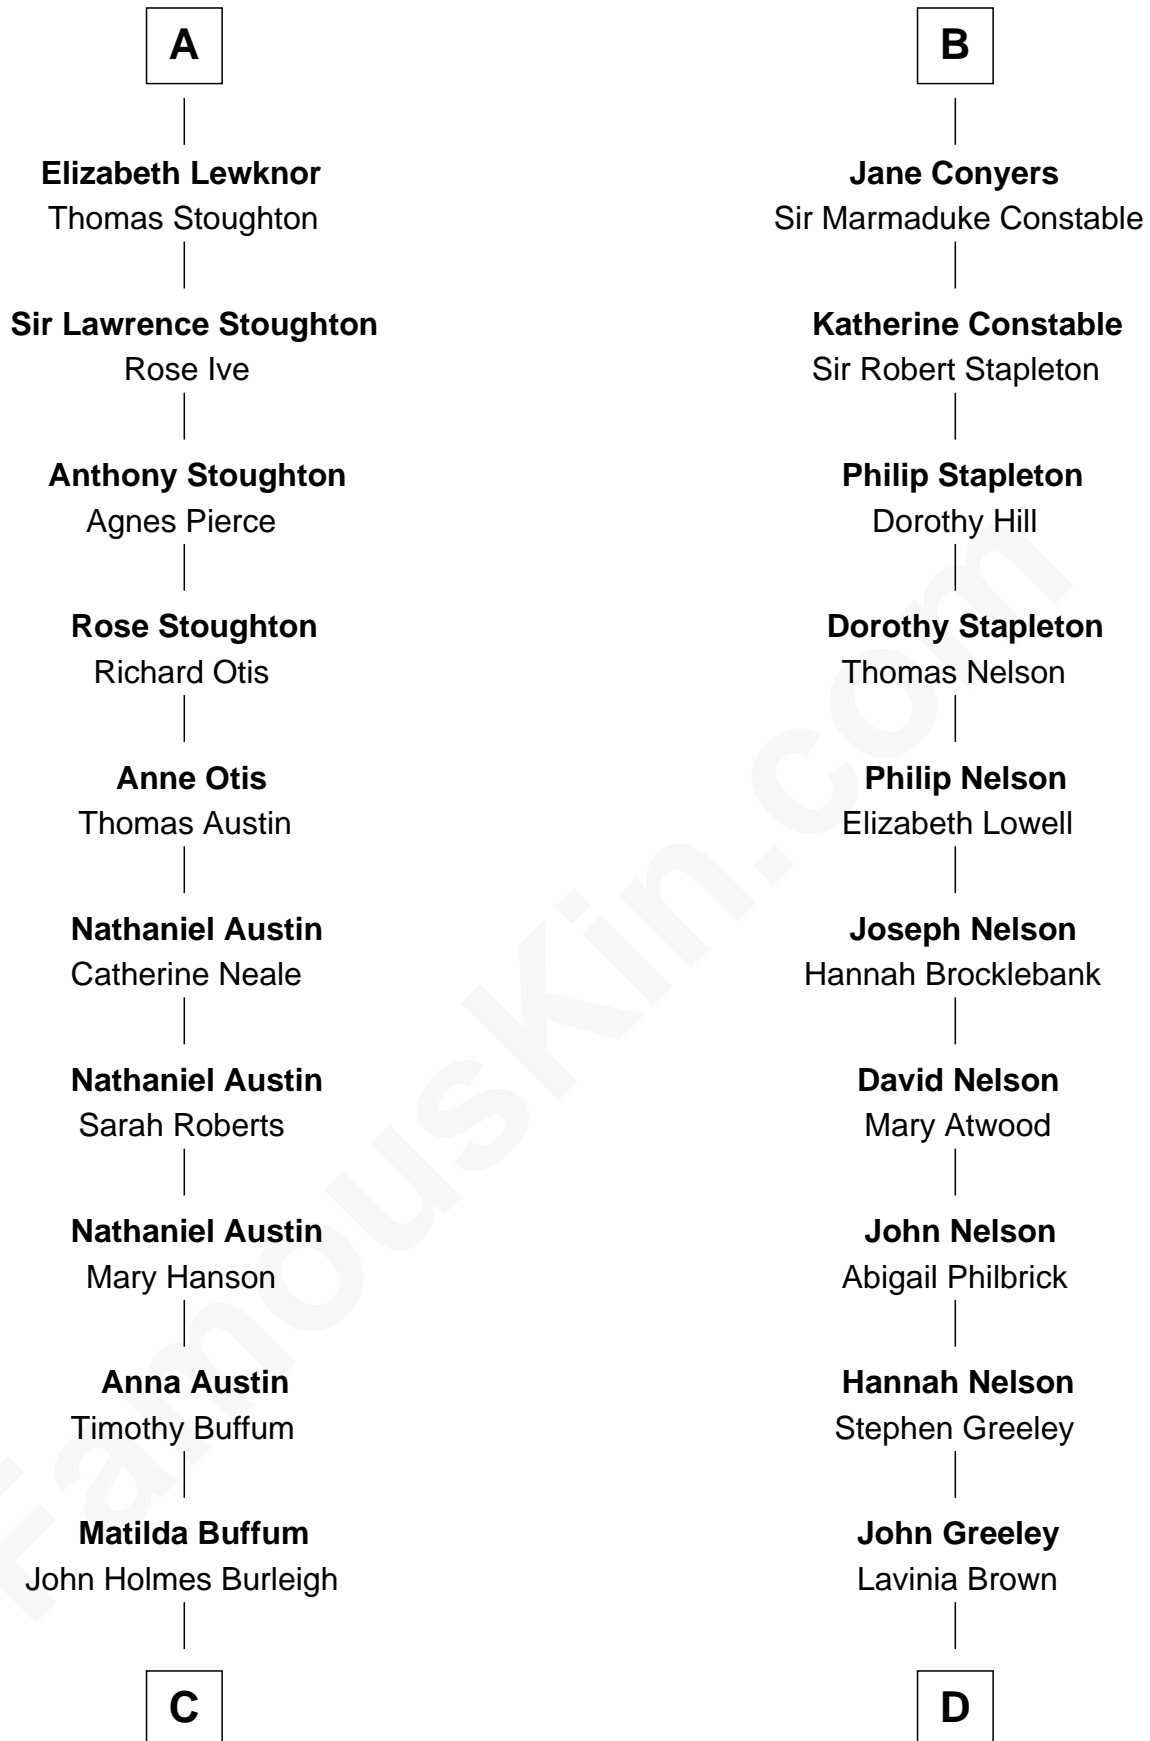 A
Elizabeth Lewknor
Thomas Stoughton
Sir Lawrence Stoughton
Rose Ive
Anthony Stoughton
Agnes Pierce
Rose Stoughton
Richard Otis
Anne Otis
Thomas Austin
Nathaniel Austin
Catherine Neale
Nathaniel Austin
Sarah Roberts
Nathaniel Austin
Mary Hanson
Anna Austin
Timothy Buffum
Matilda Buffum
John Holmes Burleigh
C
B
Jane Conyers
Sir Marmaduke Constable
Katherine Constable
Sir Robert Stapleton
Philip Stapleton
Dorothy Hill
Dorothy Stapleton
Thomas Nelson
Philip Nelson
Elizabeth Lowell
Joseph Nelson
Hannah Brocklebank
David Nelson
Mary Atwood
John Nelson
Abigail Philbrick
Hannah Nelson
Stephen Greeley
John Greeley
Lavinia Brown
D
FamousKin.com